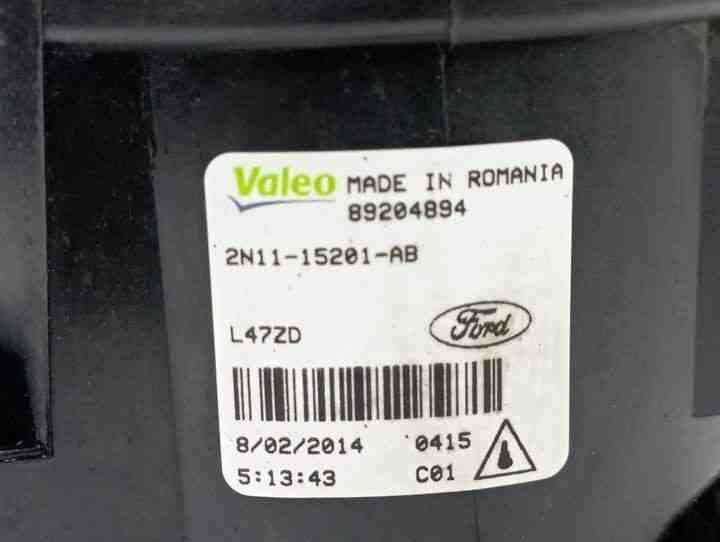 Valeo MADE IN ROMANIA
89204894
2N11-15201-AB
L47ZD
Ford
8/02/2014 0415
5:13:43 C01